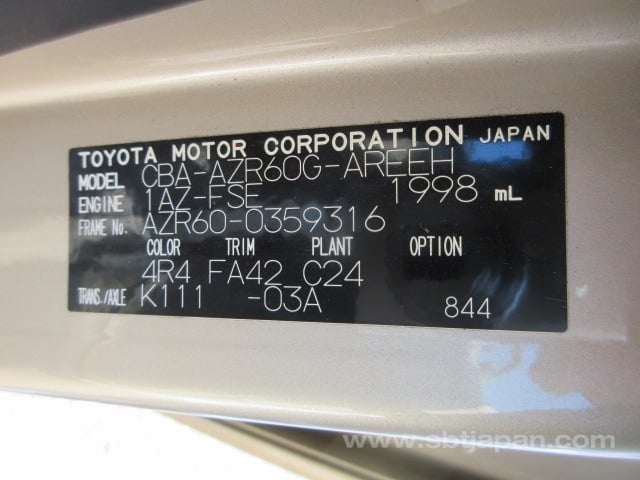 TOYOTA MOTOR CORPORATION JAPAN
MODEL CBA-AZR60G-AREEH
ENGINE 1AZ-FSE 1998 mL
FRAME No. AZR60-0359316
COLOR TRIM PLANT OPTION
4R4 FA42 C24
TRANS./AXLE K111 -03A 844
www.sbtjapan.com